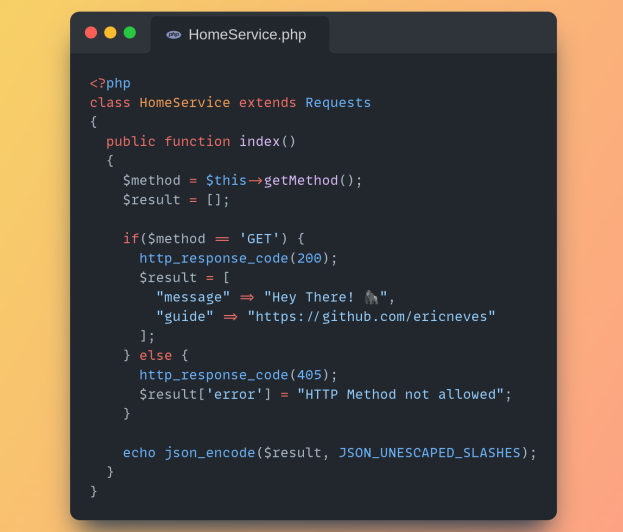 php HomeService.php
<?php
class HomeService extends Requests
{
  public function index()
  {
    $method = $this->getMethod();
    $result = [];

    if($method == 'GET') {
      http_response_code(200);
      $result = [
        "message" => "Hey There! 🦍",
        "guide" => "https://github.com/ericneves"
      ];
    } else {
      http_response_code(405);
      $result['error'] = "HTTP Method not allowed";
    }

    echo json_encode($result, JSON_UNESCAPED_SLASHES);
  }
}